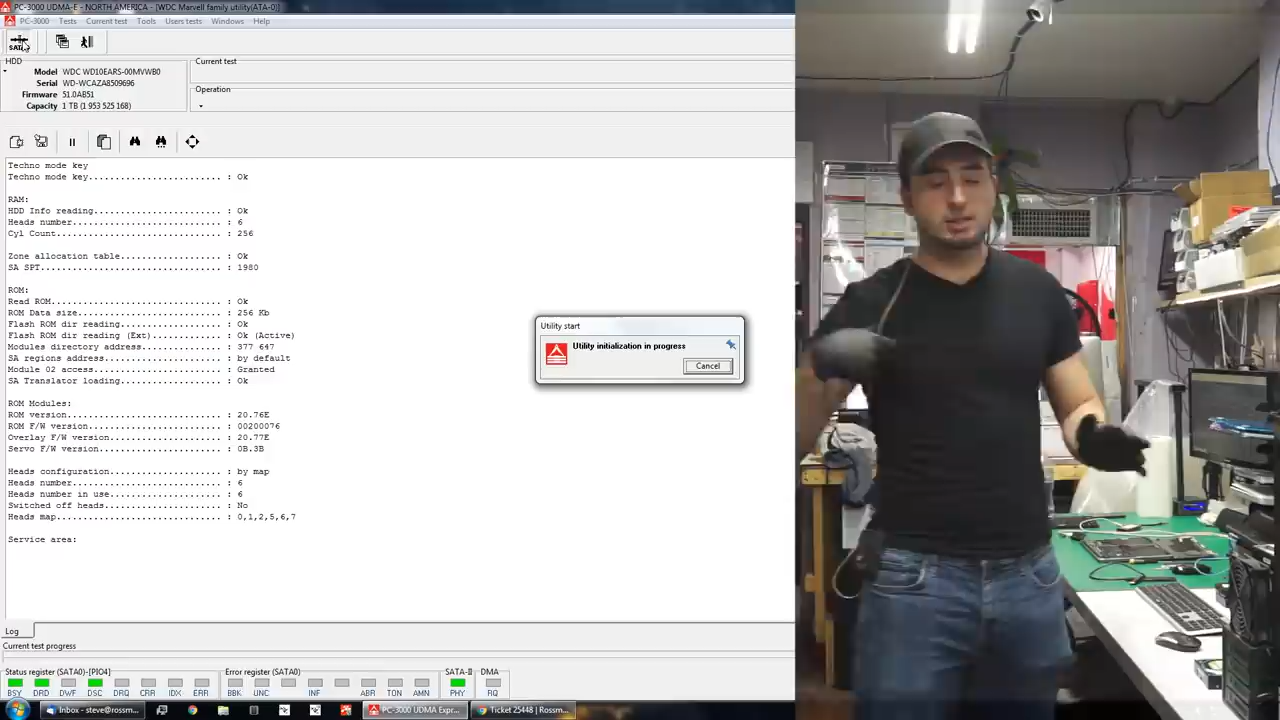 PC-3000 UDMA-E - NORTH AMERICA - [WDC Marvell family utility(ATA-0)]
PC-3000 Tests Current test Tools Users tests Windows Help
SATA
HDD
Model WDC WD10EARS-00MVWB0
Serial WD-WCAZA8509696
Firmware 51.0AB51
Capacity 1 TB (1 953 525 168)
Current test
Operation
Techno mode key
Techno mode key............................. : Ok
RAM:
HDD Info reading....................... : Ok
Heads number........................... : 6
Cyl Count.............................. : 256
Zone allocation table.................. : Ok
SA SPT................................. : 1980
ROM:
Read ROM............................... : Ok
ROM Data size.......................... : 256 Kb
Flash ROM dir reading.................. : Ok
Flash ROM dir reading (Ext)............ : Ok (Active)
Modules directory address.............. : 377 647
SA regions address..................... : by default
Module 02 access....................... : Granted
SA Translator loading.................. : Ok
ROM Modules:
ROM version............................ : 20.76E
ROM F/W version........................ : 00200076
Overlay F/W version.................... : 20.77E
Servo F/W version...................... : 0B.3B
Heads configuration.................... : by map
Heads number........................... : 6
Heads number in use.................... : 6
Switched off heads..................... : No
Heads map.............................. : 0,1,2,5,6,7
Service area:
Utility start
Utility initialization in progress
Cancel
Log
Current test progress
Status register (SATA0)-[PIO4]
BSY DRD DWF DSC DRQ CRR IDX ERR
Error register (SATA0)
BBK UNC INF ABR TON AMN
SATA-II
PHY
DMA
RQ
Inbox - steve@rossm...
PC-3000 UDMA Expr...
Ticket 25448 | Rossm...